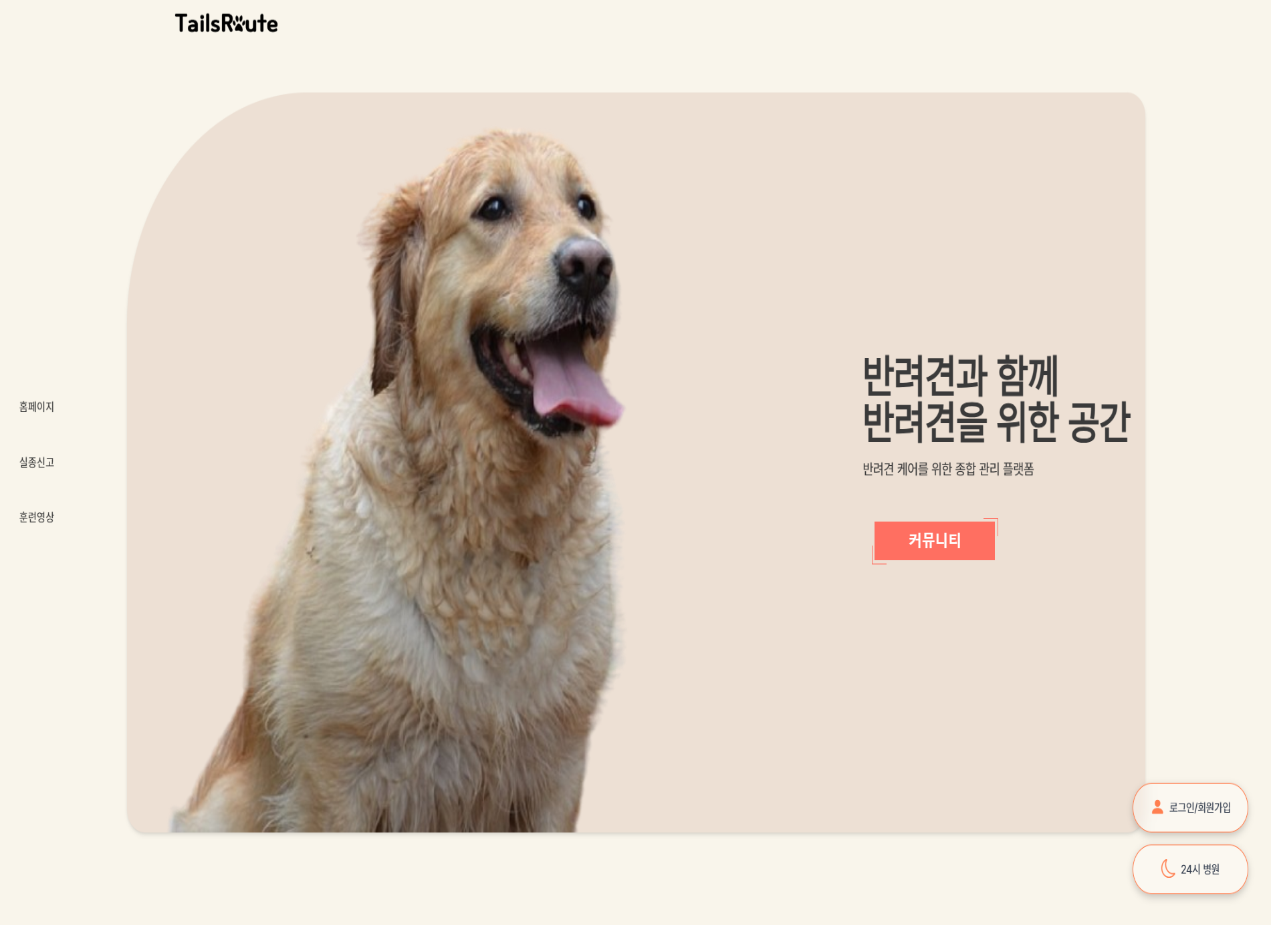 TailsRoute
홈페이지
실종신고
훈련영상
반려견과 함께
반려견을 위한 공간
반려견 케어를 위한 종합 관리 플랫폼
커뮤니티
로그인/회원가입
24시 병원